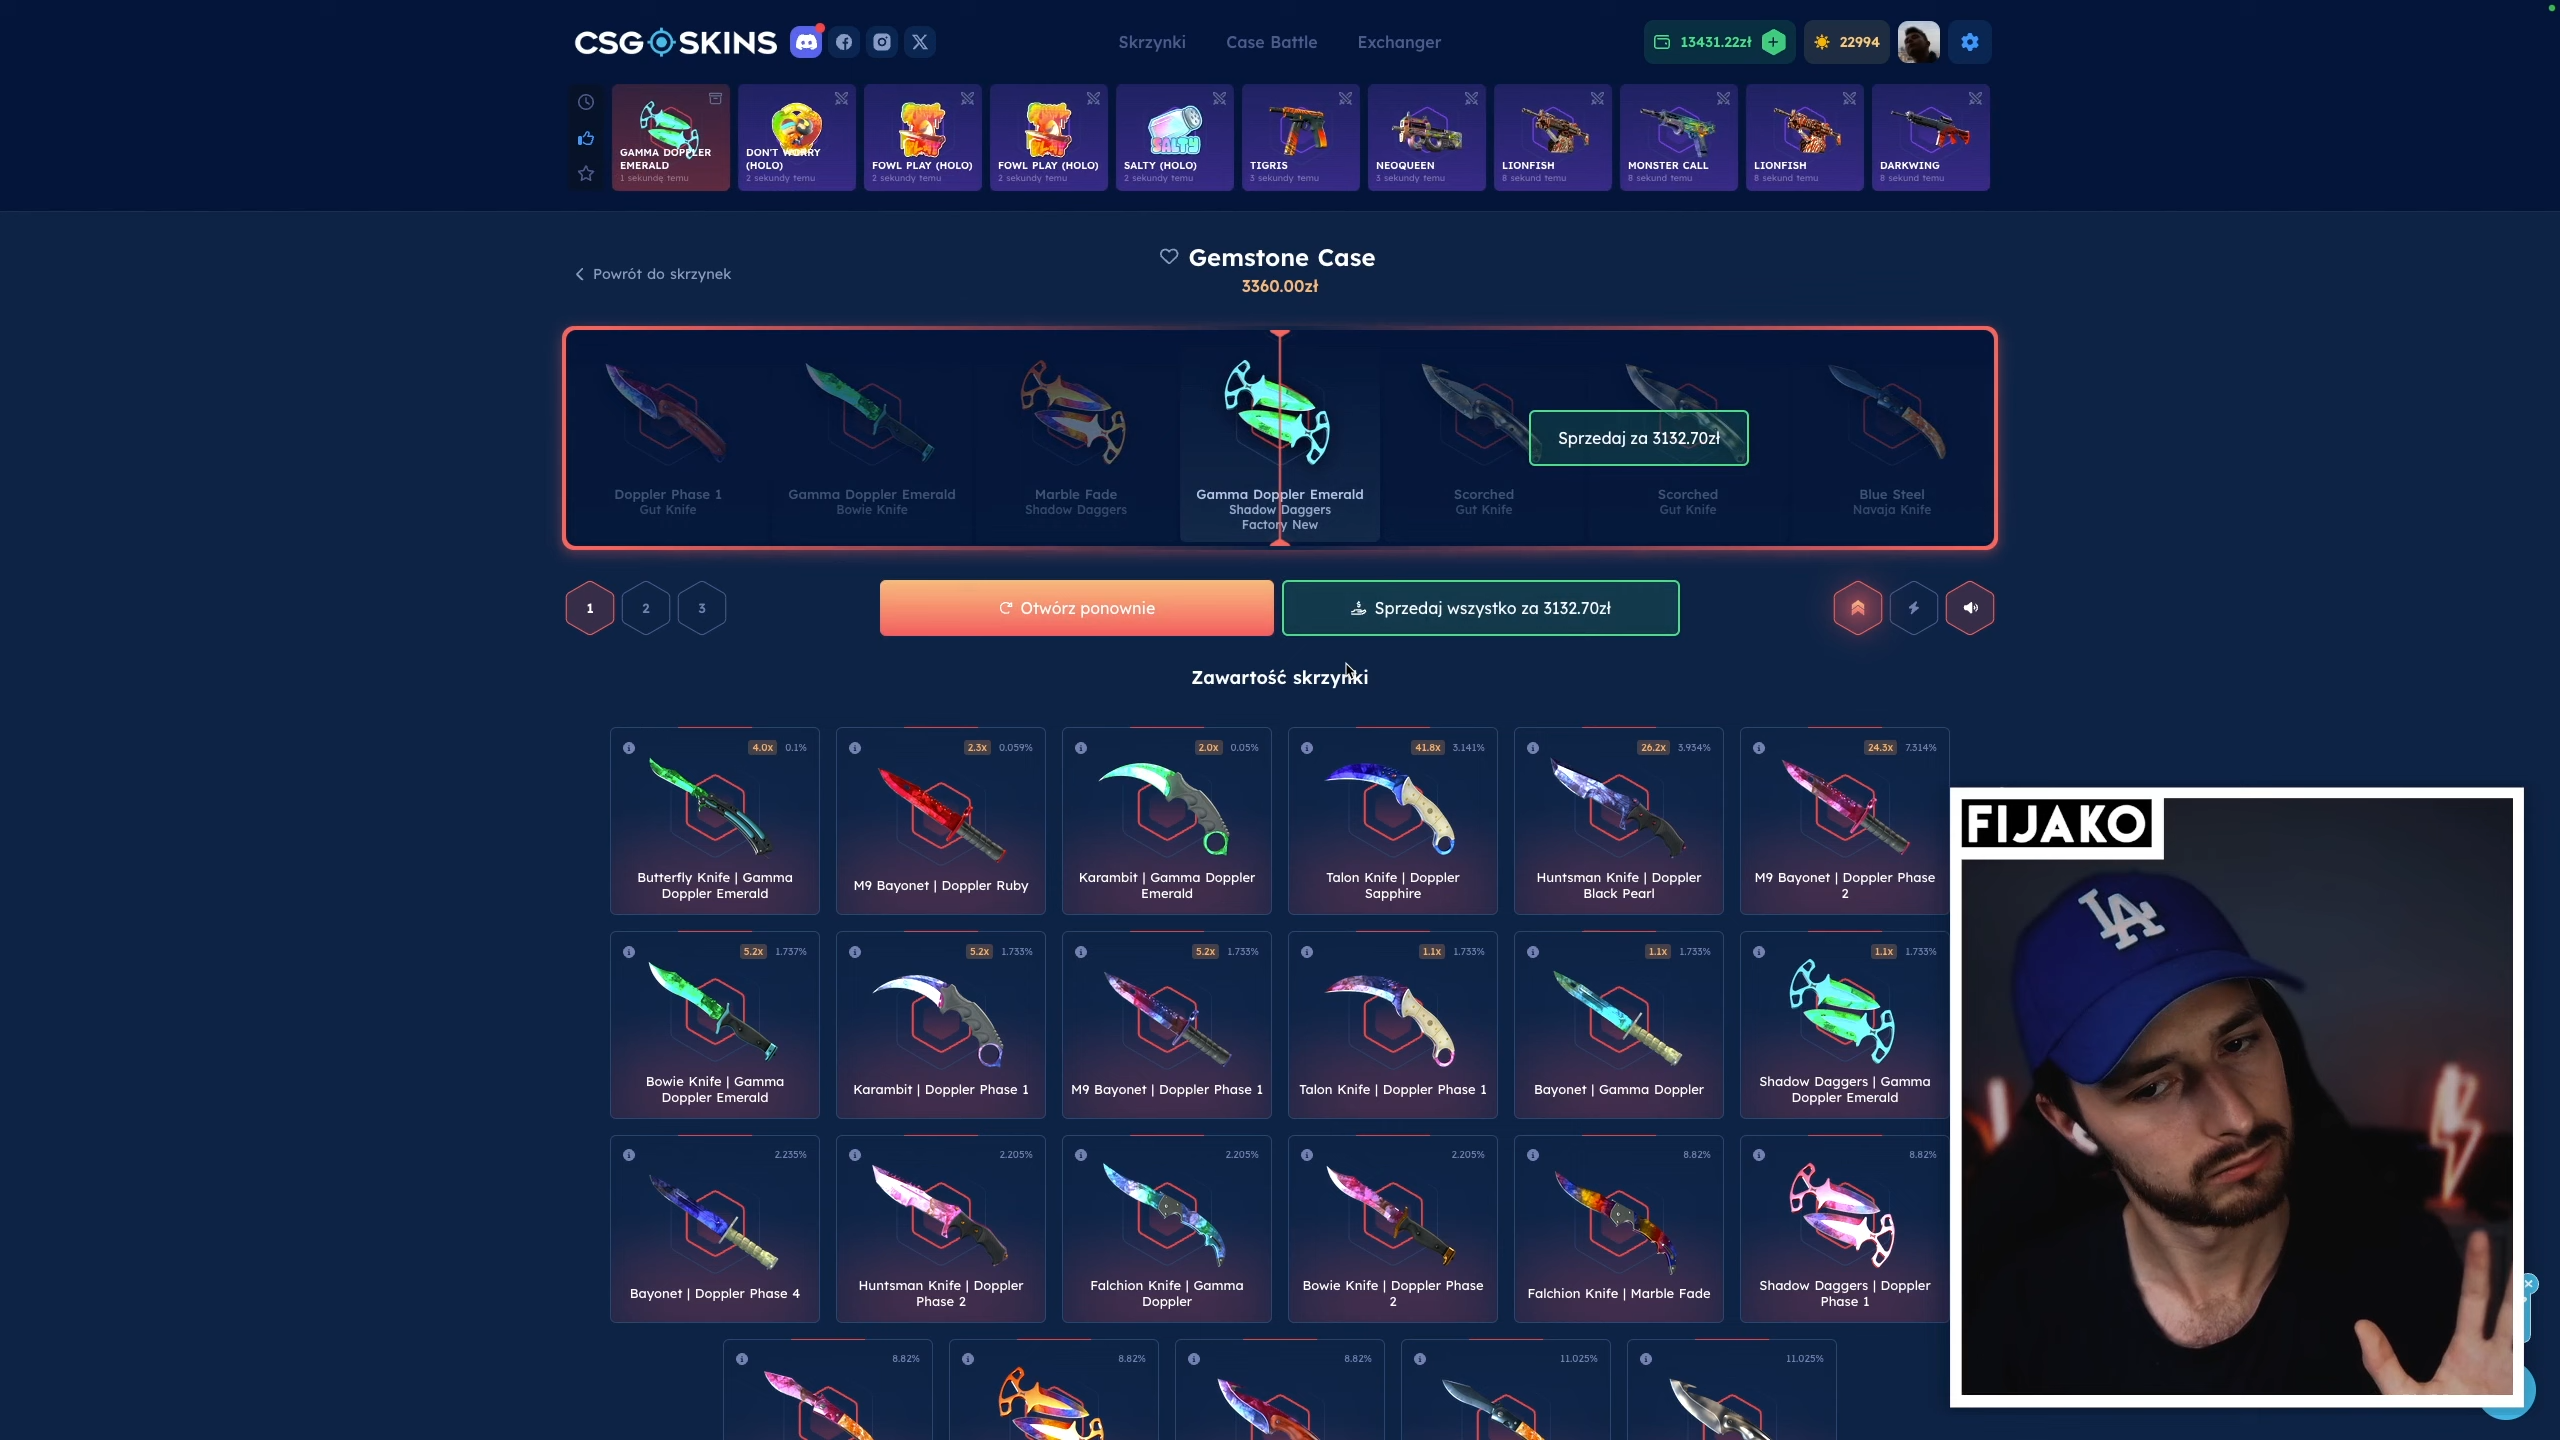 CSG SKINS
Skrzynki
Case Battle
Exchanger
13431.22zł
22994
GAMMA DOPPLER
EMERALD
1 sekundę temu
DON'T WORRY
(HOLO)
2 sekundy temu
FOWL PLAY (HOLO)
2 sekundy temu
FOWL PLAY (HOLO)
2 sekundy temu
SALTY (HOLO)
2 sekundy temu
TIGRIS
3 sekundy temu
NEOQUEEN
3 sekundy temu
LIONFISH
8 sekund temu
MONSTER CALL
8 sekund temu
LIONFISH
8 sekund temu
DARKWING
8 sekund temu
Powrót do skrzynek
Gemstone Case
3360.00zł
Doppler Phase 1
Gut Knife
Gamma Doppler Emerald
Bowie Knife
Marble Fade
Shadow Daggers
Gamma Doppler Emerald
Shadow Daggers
Factory New
Scorched
Gut Knife
Sprzedaj za 3132.70zł
Scorched
Gut Knife
Blue Steel
Navaja Knife
1
2
3
Otwórz ponownie
Sprzedaj wszystko za 3132.70zł
Zawartość skrzynki
4.0x 0.1%
Butterfly Knife | Gamma
Doppler Emerald
2.3x 0.059%
M9 Bayonet | Doppler Ruby
2.0x 0.05%
Karambit | Gamma Doppler
Emerald
41.8x 3.141%
Talon Knife | Doppler
Sapphire
26.2x 3.934%
Huntsman Knife | Doppler
Black Pearl
24.3x 7.314%
M9 Bayonet | Doppler Phase
2
5.2x 1.737%
Bowie Knife | Gamma
Doppler Emerald
5.2x 1.733%
Karambit | Doppler Phase 1
5.2x 1.733%
M9 Bayonet | Doppler Phase 1
1.1x 1.733%
Talon Knife | Doppler Phase 1
1.1x 1.733%
Bayonet | Gamma Doppler
1.1x 1.733%
Shadow Daggers | Gamma
Doppler Emerald
2.235%
Bayonet | Doppler Phase 4
2.205%
Huntsman Knife | Doppler
Phase 2
2.205%
Falchion Knife | Gamma
Doppler
2.205%
Bowie Knife | Doppler Phase
2
8.82%
Falchion Knife | Marble Fade
8.82%
Shadow Daggers | Doppler
Phase 1
8.82%
8.82%
8.82%
11.025%
11.025%
FIJAKO
LA